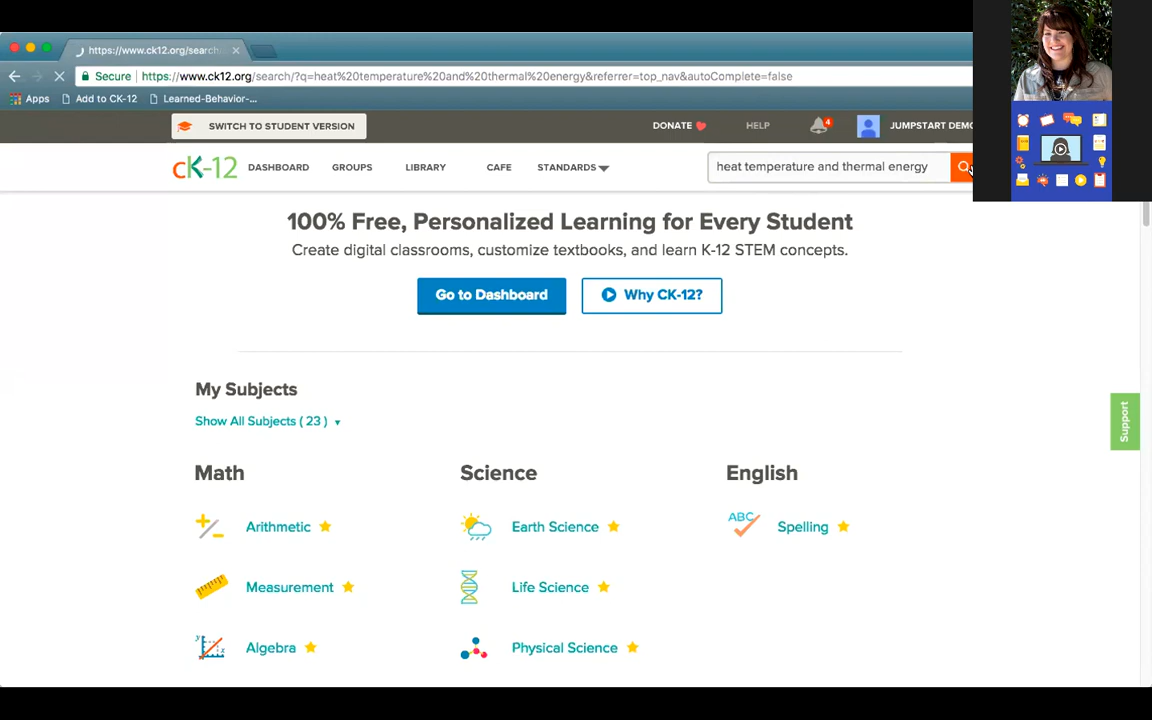 https://www.ck12.org/search
Secure https://www.ck12.org/search/?q=heat%20temperature%20and%20thermal%20energy&referrer=top_nav&autoComplete=false
Apps Add to CK-12 Learned-Behavior-...
SWITCH TO STUDENT VERSION DONATE HELP 4 JUMPSTART DEMO
cK-12 DASHBOARD GROUPS LIBRARY CAFE STANDARDS heat temperature and thermal energy
100% Free, Personalized Learning for Every Student
Create digital classrooms, customize textbooks, and learn K-12 STEM concepts.
Go to Dashboard Why CK-12?
My Subjects
Show All Subjects ( 23 )
Support
Math Science English
ABC
Arithmetic Earth Science Spelling
Measurement Life Science
Algebra Physical Science